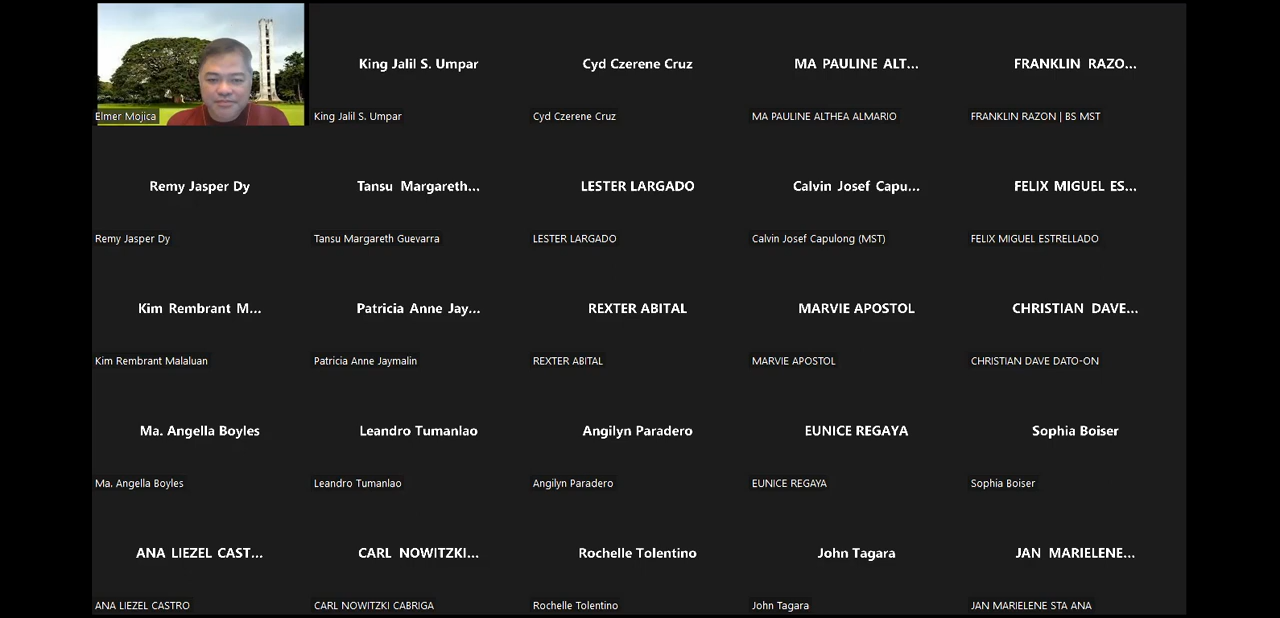 King Jalil S. Umpar
Cyd Czerene Cruz
MA PAULINE ALT...
FRANKLIN RAZO...
Elmer Mojica
King Jalil S. Umpar
Cyd Czerene Cruz
MA PAULINE ALTHEA ALMARIO
FRANKLIN RAZON | BS MST
Remy Jasper Dy
Tansu Margareth...
LESTER LARGADO
Calvin Josef Capu...
FELIX MIGUEL ES...
Remy Jasper Dy
Tansu Margareth Guevarra
LESTER LARGADO
Calvin Josef Capulong (MST)
FELIX MIGUEL ESTRELLADO
Kim Rembrant M...
Patricia Anne Jay...
REXTER ABITAL
MARVIE APOSTOL
CHRISTIAN DAVE...
Kim Rembrant Malaluan
Patricia Anne Jaymalin
REXTER ABITAL
MARVIE APOSTOL
CHRISTIAN DAVE DATO-ON
Ma. Angella Boyles
Leandro Tumanlao
Angilyn Paradero
EUNICE REGAYA
Sophia Boiser
Ma. Angella Boyles
Leandro Tumanlao
Angilyn Paradero
EUNICE REGAYA
Sophia Boiser
ANA LIEZEL CAST...
CARL NOWITZKI...
Rochelle Tolentino
John Tagara
JAN MARIELENE...
ANA LIEZEL CASTRO
CARL NOWITZKI CABRIGA
Rochelle Tolentino
John Tagara
JAN MARIELENE STA ANA